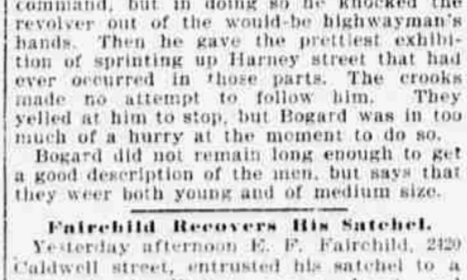 command, but in doing so he knocked the
revolver out of the would-be highwayman's
hands. Then he gave the prettiest exhibi-
tion of sprinting up Harney street that had
ever occurred in those parts. The crooks
made no attempt to follow him. They
yelled at him to stop, but Bogard was in too
much of a hurry at the moment to do so.
Bogard did not remain long enough to get
a good description of the men, but says that
they weer both young and of medium size.
Fairchild Recovers His Satchel.
Yesterday afternoon E. F. Fairchild, 2420
Caldwell street, entrusted his satchel to a